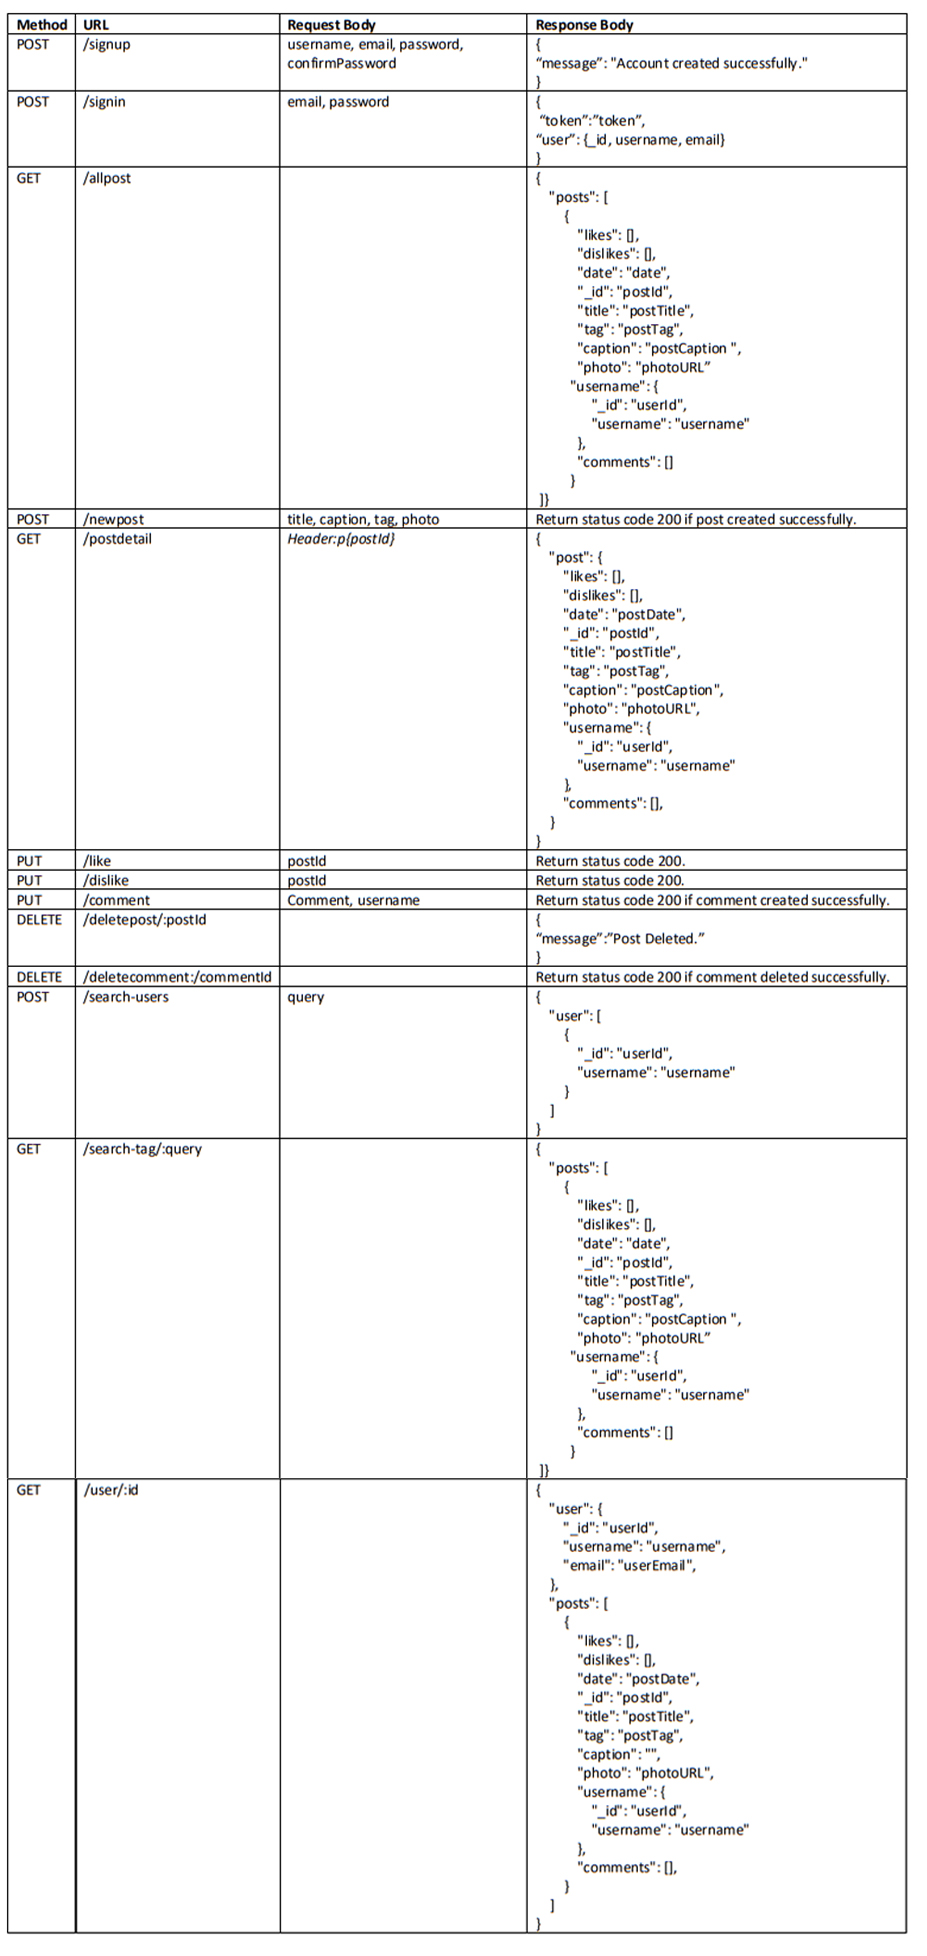 Method URL Request Body Response Body
POST /signup username, email, password, {
confirmPassword “message”: "Account created successfully."
}
POST /signin email, password {
“token”:”token”,
“user”: {_id, username, email}
}
GET /allpost {
"posts": [
{
"likes": [],
"dislikes": [],
"date": "date",
"_id": "postId",
"title": "postTitle",
"tag": "postTag",
"caption": "postCaption ",
"photo": "photoURL”
"username": {
"_id": "userId",
"username": "username"
},
"comments": []
}
]}
POST /newpost title, caption, tag, photo Return status code 200 if post created successfully.
GET /postdetail Header:p{postId} {
"post": {
"likes": [],
"dislikes": [],
"date": "postDate",
"_id": "postId",
"title": "postTitle",
"tag": "postTag",
"caption": "postCaption",
"photo": "photoURL",
"username": {
"_id": "userId",
"username": "username"
},
"comments": [],
}
}
PUT /like postId Return status code 200.
PUT /dislike postId Return status code 200.
PUT /comment Comment, username Return status code 200 if comment created successfully.
DELETE /deletepost/:postId {
“message”:”Post Deleted.”
}
DELETE /deletecomment:/commentId Return status code 200 if comment deleted successfully.
POST /search-users query {
"user": [
{
"_id": "userId",
"username": "username"
}
]
}
GET /search-tag/:query {
"posts": [
{
"likes": [],
"dislikes": [],
"date": "date",
"_id": "postId",
"title": "postTitle",
"tag": "postTag",
"caption": "postCaption ",
"photo": "photoURL”
"username": {
"_id": "userId",
"username": "username"
},
"comments": []
}
]}
GET /user/:id {
"user": {
"_id": "userId",
"username": "username",
"email": "userEmail",
},
"posts": [
{
"likes": [],
"dislikes": [],
"date": "postDate",
"_id": "postId",
"title": "postTitle",
"tag": "postTag",
"caption": "",
"photo": "photoURL",
"username": {
"_id": "userId",
"username": "username"
},
"comments": [],
}
]
}